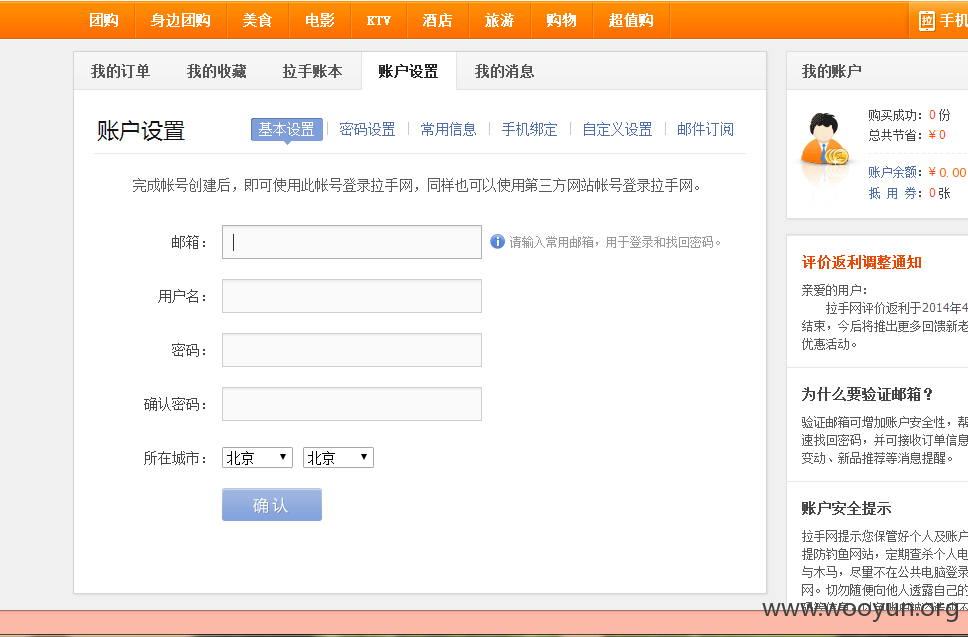 团购 身边团购 美食 电影 KTV 酒店 旅游 购物 超值购 手机
我的订单 我的收藏 拉手账本 账户设置 我的消息
账户设置 基本设置 密码设置 常用信息 手机绑定 自定义设置 邮件订阅
完成帐号创建后，即可使用此帐号登录拉手网，同样也可以使用第三方网站帐号登录拉手网。
邮箱： 请输入常用邮箱，用于登录和找回密码。
用户名：
密码：
确认密码：
所在城市： 北京 北京
确 认
我的账户
购买成功：0 份
总共节省：¥ 0
账户余额：¥ 0.00
抵 用 券：0 张
评价返利调整通知
亲爱的用户：
拉手网评价返利于2014年4
结束，今后将推出更多回馈新老
优惠活动。
为什么要验证邮箱？
验证邮箱可增加账户安全性，帮
速找回密码，并可接收订单信息
变动、新品推荐等消息提醒。
账户安全提示
拉手网提示您保管好个人及账户
提防钓鱼网站，定期查杀个人电
与木马，尽量不在公共电脑登录
网。切勿随便向他人透露自己的
www.wooyun.org